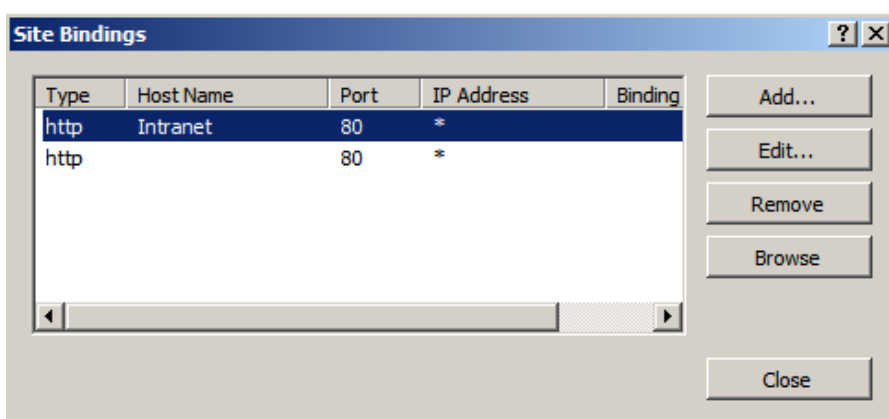 Site Bindings ? X
Type Host Name Port IP Address Binding
http Intranet 80 *
http 80 *
Add...
Edit...
Remove
Browse
Close